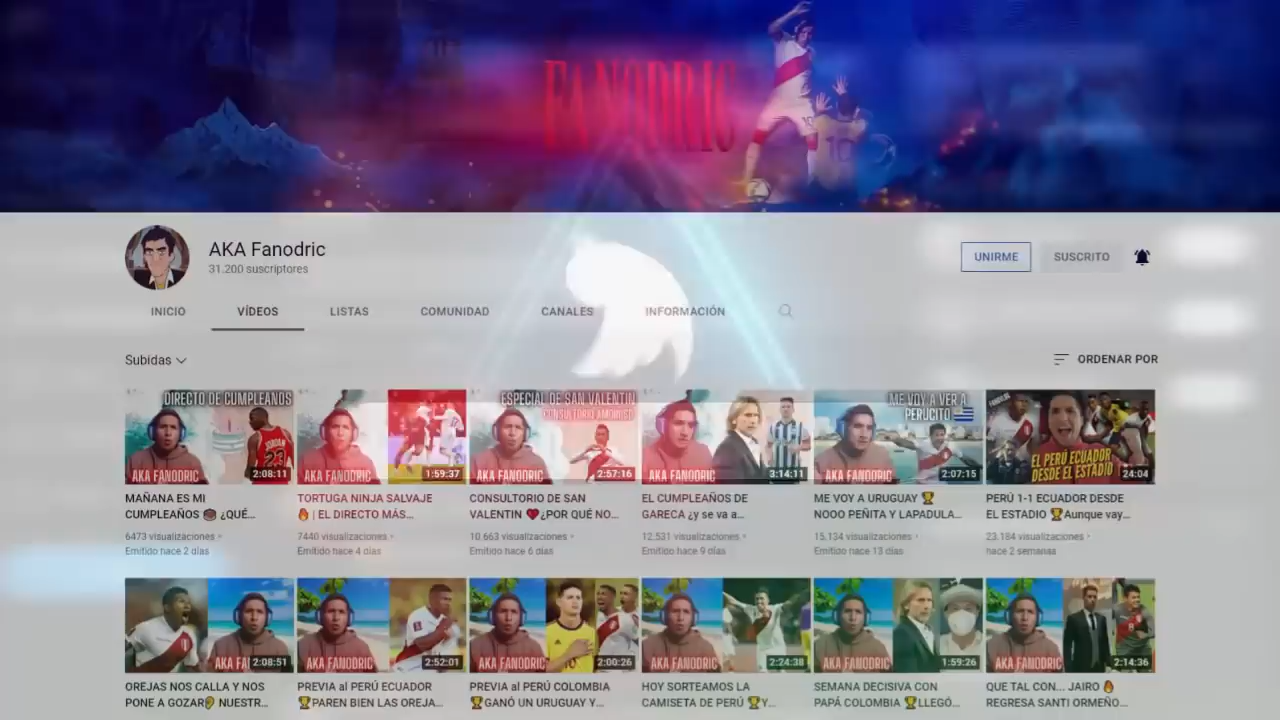 FANODRIC
AKA Fanodric
31.200 suscriptores
UNIRME
SUSCRITO
INICIO
VÍDEOS
LISTAS
COMUNIDAD
CANALES
INFORMACIÓN
Subidas
ORDENAR POR
DIRECTO DE CUMPLEAÑOS
JORDAN
23
AKA FANODRIC
2:08:11
AKA FANODRIC
1:59:37
ESPECIAL DE SAN VALENTIN
CONSULTORIO AMOROSO
AKA FANODRIC
2:57:16
AKA FANODRIC
3:14:11
ME VOY A VER A
PERUCITO
AKA FANODRIC
2:07:15
EL PERÚ ECUADOR
DESDE EL ESTADIO
24:04
MAÑANA ES MI
CUMPLEAÑOS 🎂 ¿QUÉ...
6473 visualizaciones •
Emitido hace 2 días
TORTUGA NINJA SALVAJE
🔥 | EL DIRECTO MÁS...
7440 visualizaciones •
Emitido hace 4 días
CONSULTORIO DE SAN
VALENTIN ❤️¿POR QUÉ NO...
10.663 visualizaciones •
Emitido hace 6 días
EL CUMPLEAÑOS DE
GARECA ¿y se va a...
12.531 visualizaciones •
Emitido hace 9 días
ME VOY A URUGUAY 🏆
NOOO PEÑITA Y LAPADULA...
15.134 visualizaciones •
Emitido hace 13 días
PERÚ 1-1 ECUADOR DESDE
EL ESTADIO 🏆Aunque vay...
23.184 visualizaciones •
hace 2 semanas
AKA FA
2:08:51
AKA FANODRIC
2:52:01
AKA FANODRIC
2:00:26
AKA FANODRIC
2:24:38
AKA FANODRIC
1:59:26
AKA FANODRIC
2:14:36
OREJAS NOS CALLA Y NOS
PONE A GOZAR👂 NUESTR...
PREVIA al PERÚ ECUADOR
🏆PAREN BIEN LAS OREJA...
PREVIA al PERÚ COLOMBIA
🏆GANÓ UN URUGUAY Y...
HOY SORTEAMOS LA
CAMISETA DE PERÚ 🏆Y...
SEMANA DECISIVA CON
PAPÁ COLOMBIA 🏆LLEGÓ...
QUE TAL CON... JAIRO 🔥
REGRESA SANTI ORMEÑO...